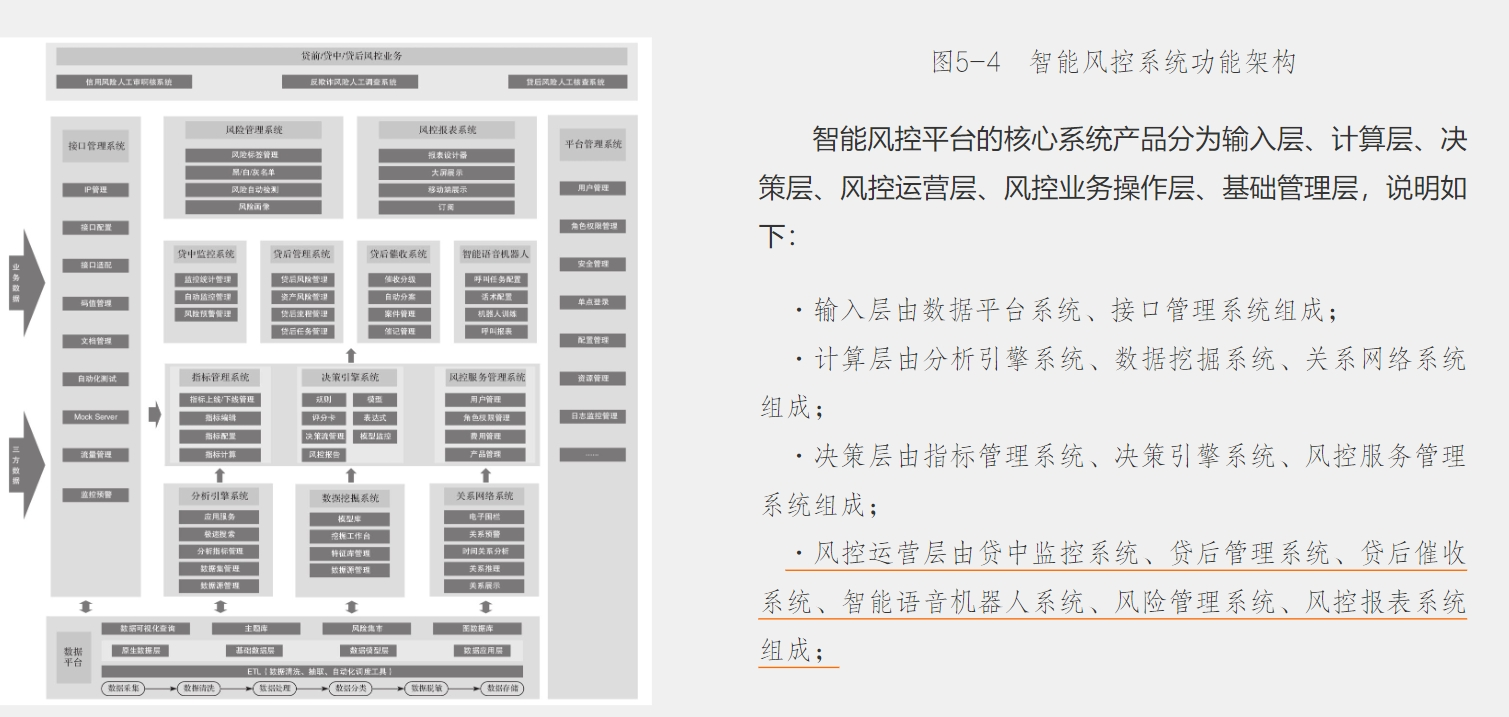 贷前/贷中/贷后风控业务
信用风险人工审核系统
反欺诈风险人工调查系统
贷后风险人工核查系统
业务数据
三方数据
接口管理系统
IP管理
接口配置
接口适配
码值管理
文档管理
自动化测试
Mock Server
流量管理
监控预警
风险管理系统
风险标签管理
黑/白/灰名单
风险自动检测
风险画像
风控报表系统
报表设计器
大屏展示
移动端展示
订阅
贷中监控系统
监控统计管理
自动监控管理
风险预警管理
贷后管理系统
贷后风险管理
资产风险管理
贷后流程管理
贷后任务管理
贷后催收系统
催收分级
自动分案
案件管理
催记管理
智能语音机器人
呼叫任务配置
话术配置
机器人训练
呼叫报表
指标管理系统
指标上线/下线管理
指标编辑
指标配置
指标计算
决策引擎系统
规则
模型
评分卡
表达式
决策流管理
模型监控
风控报告
风控服务管理系统
用户管理
角色权限管理
费用管理
产品管理
分析引擎系统
应用服务
极速搜索
分析指标管理
数据集管理
数据源管理
数据挖掘系统
模型库
挖掘工作台
特征库管理
数据源管理
关系网络系统
电子围栏
关系预警
时间关系分析
关系推理
关系展示
平台管理系统
用户管理
角色权限管理
安全管理
单点登录
配置管理
资源管理
日志监控管理
......
数据
平台
数据可视化查询
主题库
风险集市
图数据库
原生数据层
基础数据层
数据模型层
数据应用层
ETL（数据清洗、抽取、自动化调度工具）
数据采集
数据清洗
数据处理
数据分类
数据脱敏
数据存储
图5-4 智能风控系统功能架构
智能风控平台的核心系统产品分为输入层、计算层、决
策层、风控运营层、风控业务操作层、基础管理层，说明如
下：
·输入层由数据平台系统、接口管理系统组成；
·计算层由分析引擎系统、数据挖掘系统、关系网络系统
组成；
·决策层由指标管理系统、决策引擎系统、风控服务管理
系统组成；
·风控运营层由贷中监控系统、贷后管理系统、贷后催收
系统、智能语音机器人系统、风险管理系统、风控报表系统
组成；